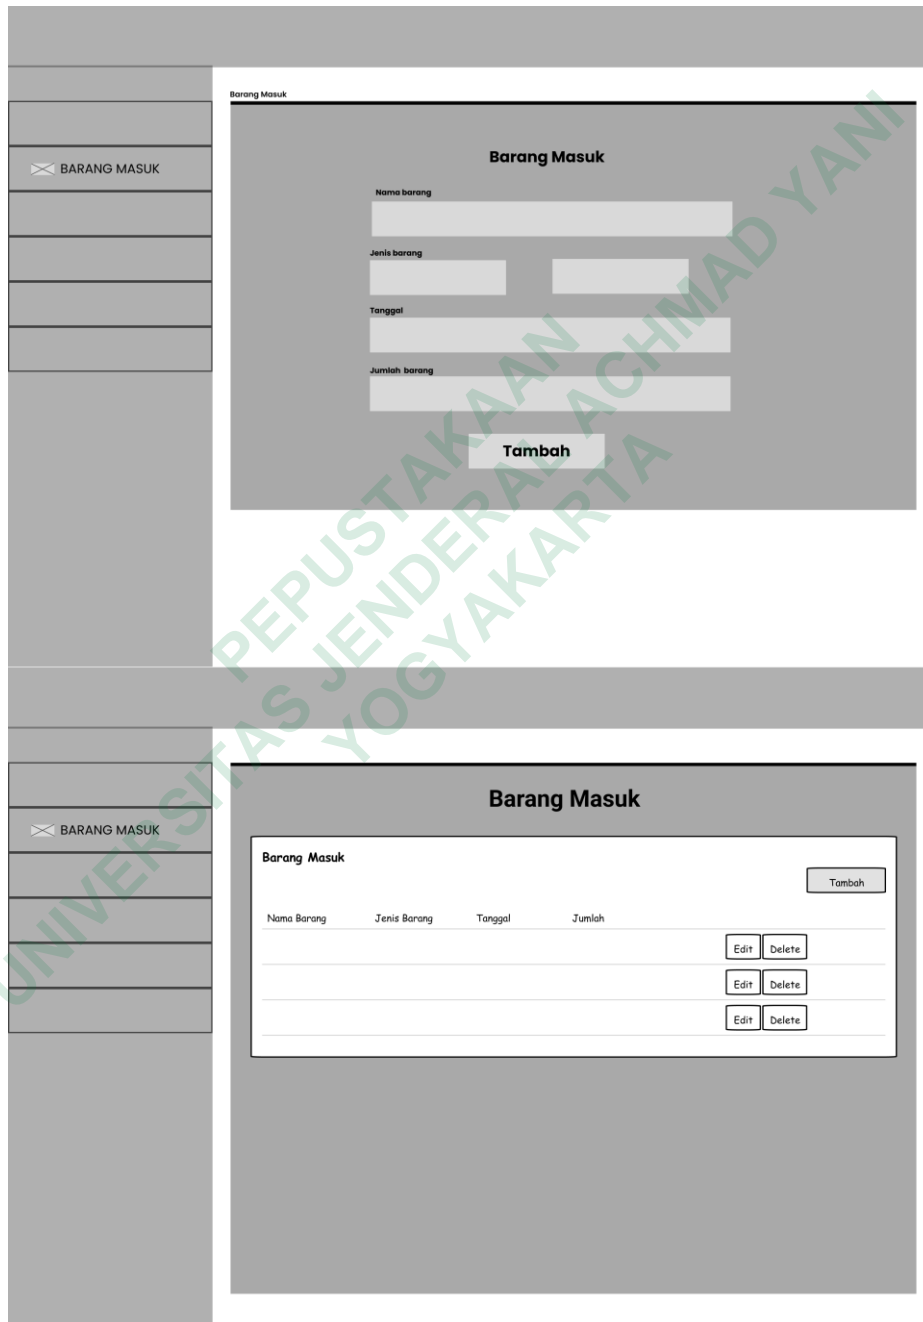 Barang Masuk
BARANG MASUK
Barang Masuk
Nama barang
Jenis barang
Tanggal
Jumlah barang
Tambah
BARANG MASUK
Barang Masuk
Barang Masuk
Tambah
Nama Barang Jenis Barang Tanggal Jumlah
Edit Delete
Edit Delete
Edit Delete
PEPUSTAKAAN
UNIVERSITAS JENDERAL ACHMAD YANI
YOGYAKARTA